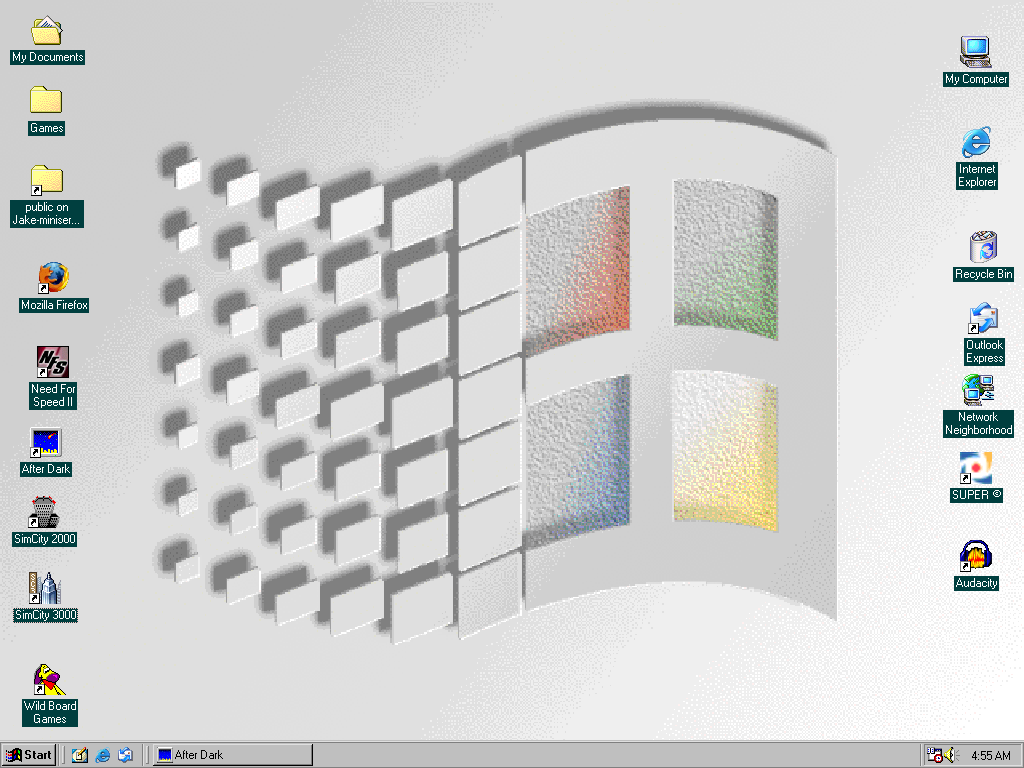 My Documents
Games
public on
Jake-miniser...
Mozilla Firefox
NFS
Need For
Speed II
After Dark
SimCity 2000
SimCity 3000
Wild Board
Games
My Computer
Internet
Explorer
Recycle Bin
Outlook
Express
Network
Neighborhood
SUPER ©
Audacity
Start
After Dark
4:55 AM